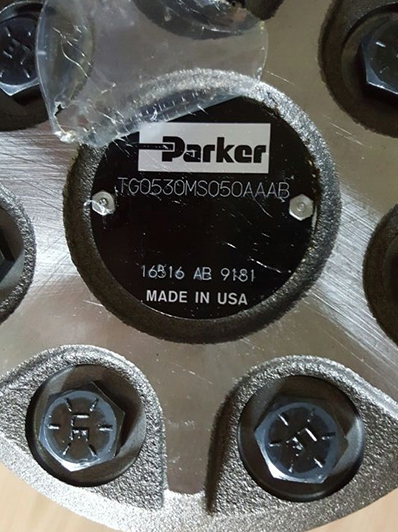 Parker
TG0530MS050AAAB
16516 AB 9181
MADE IN USA